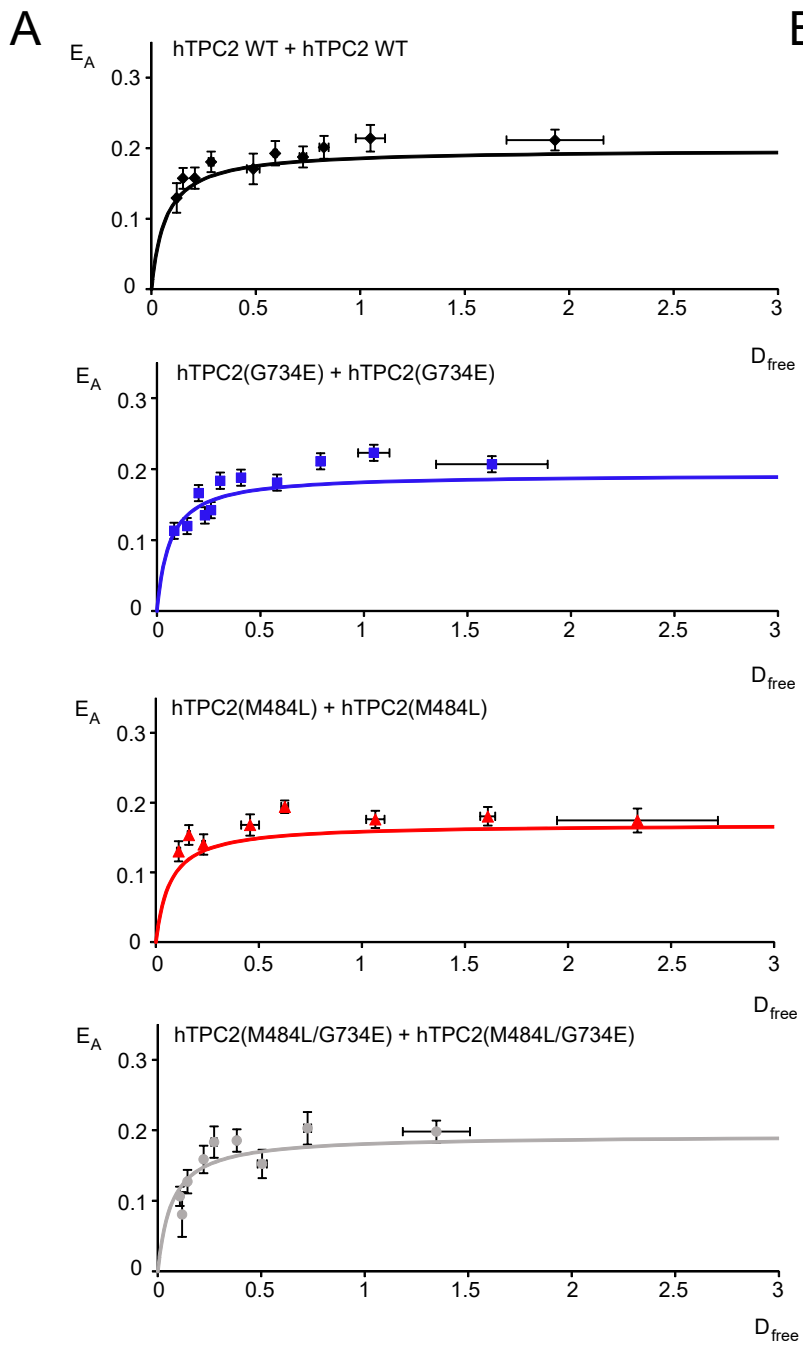 A
E
E_A
hTPC2 WT + hTPC2 WT
0.3
0.2
0.1
0
0 0.5 1 1.5 2 2.5 3
D_free
E_A
hTPC2(G734E) + hTPC2(G734E)
0.3
0.2
0.1
0
0 0.5 1 1.5 2 2.5 3
D_free
E_A
hTPC2(M484L) + hTPC2(M484L)
0.3
0.2
0.1
0
0 0.5 1 1.5 2 2.5 3
D_free
E_A
hTPC2(M484L/G734E) + hTPC2(M484L/G734E)
0.3
0.2
0.1
0
0 0.5 1 1.5 2 2.5 3
D_free